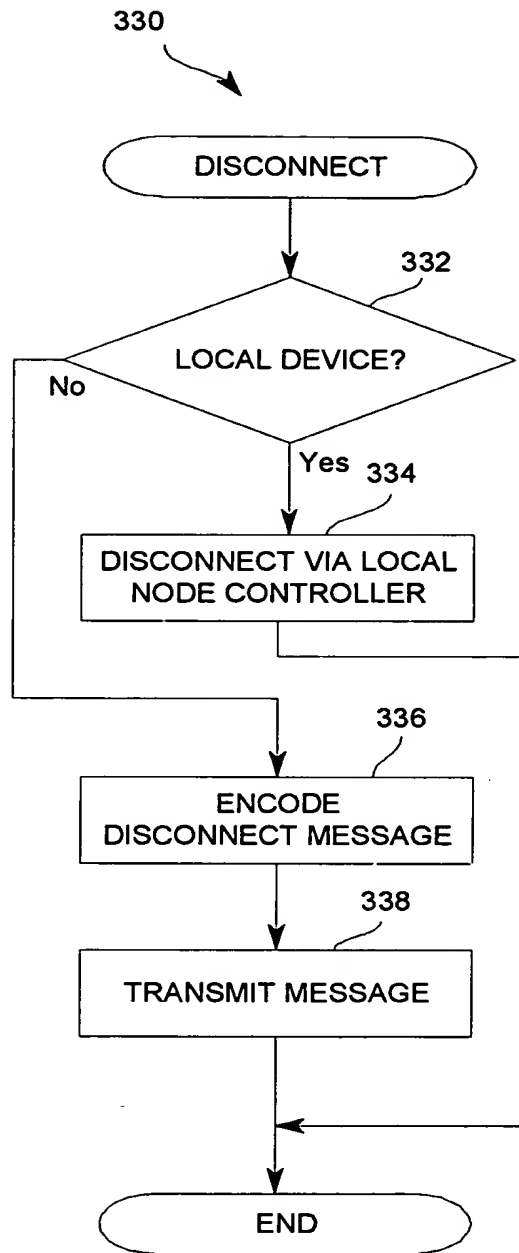 330
DISCONNECT
332
LOCAL DEVICE?
No
Yes
334
DISCONNECT VIA LOCAL
NODE CONTROLLER
336
ENCODE
DISCONNECT MESSAGE
338
TRANSMIT MESSAGE
END